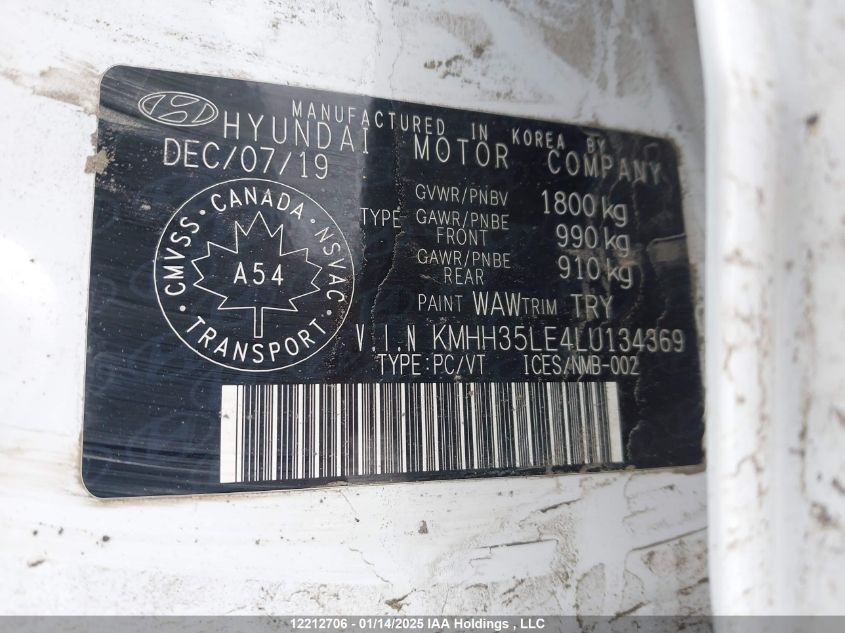 MANUFACTURED IN KOREA BY
HYUNDAI MOTOR COMPANY
DEC/07/19
GVWR/PNBV 1800 kg
TYPE GAWR/PNBE FRONT 990 kg
GAWR/PNBE REAR 910 kg
CMVSS · CANADA · NSVAC · TRANSPORT ·
A54
PAINT WAW TRIM TRY
V.I.N KMHH35LE4LU134369
TYPE:PC/VT ICES/NMB-002
12212706 - 01/14/2025 IAA Holdings , LLC